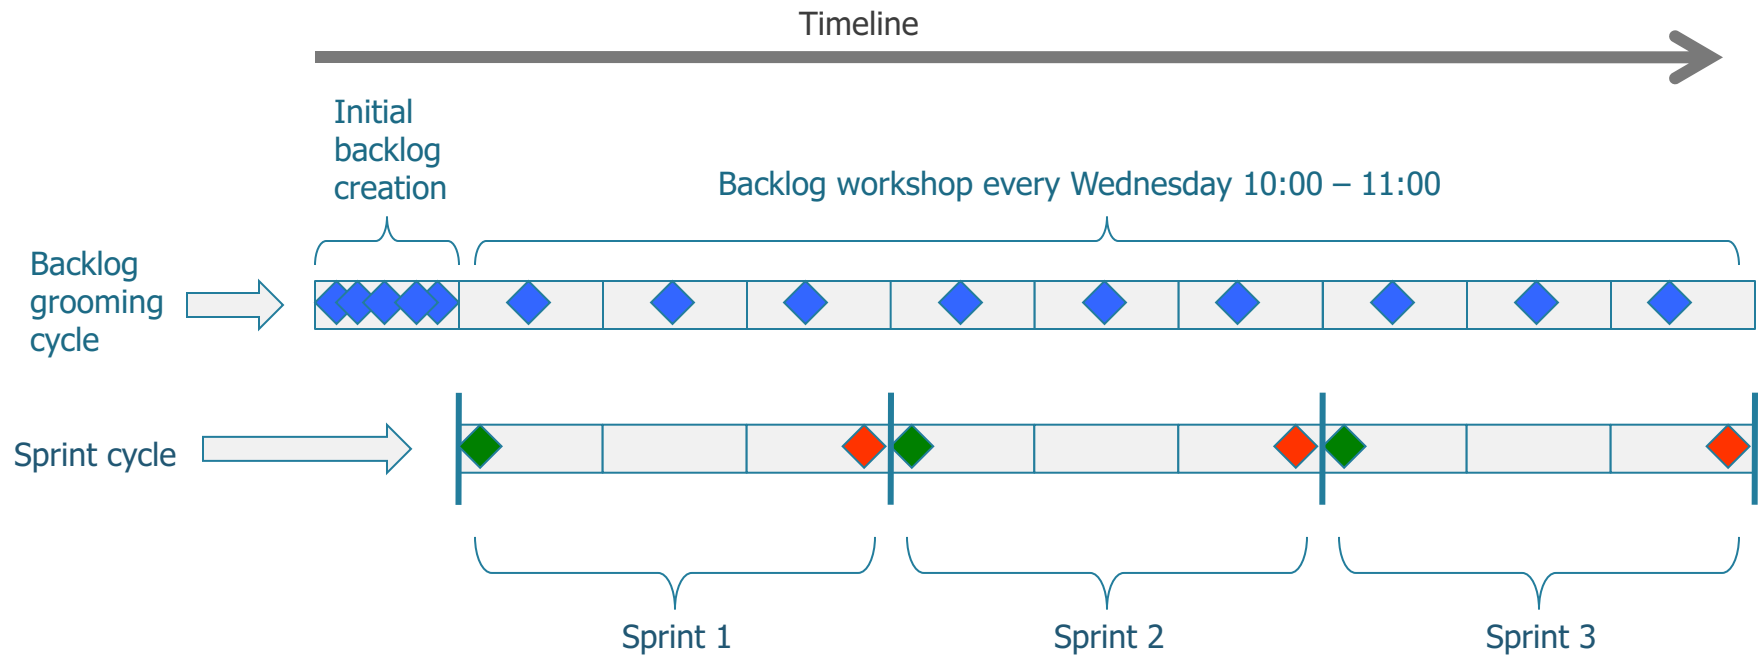 Timeline
Initial
backlog
creation
Backlog workshop every Wednesday 10:00 – 11:00
Backlog
grooming
cycle
Sprint cycle
Sprint 1
Sprint 2
Sprint 3